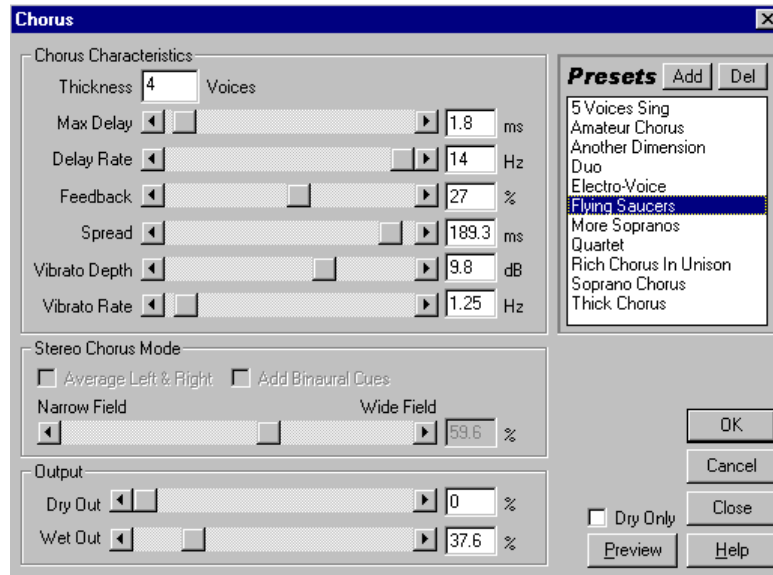 Chorus
Chorus Characteristics
Thickness 4 Voices
Max Delay 1.8 ms
Delay Rate 14 Hz
Feedback 27 %
Spread 189.3 ms
Vibrato Depth 9.8 dB
Vibrato Rate 1.25 Hz
Presets Add Del
5 Voices Sing
Amateur Chorus
Another Dimension
Duo
Electro-Voice
Flying Saucers
More Sopranos
Quartet
Rich Chorus In Unison
Soprano Chorus
Thick Chorus
Stereo Chorus Mode
Average Left & Right Add Binaural Cues
Narrow Field Wide Field
59.6 %
Output
Dry Out 0 %
Wet Out 37.6 %
OK
Cancel
Dry Only Close
Preview Help